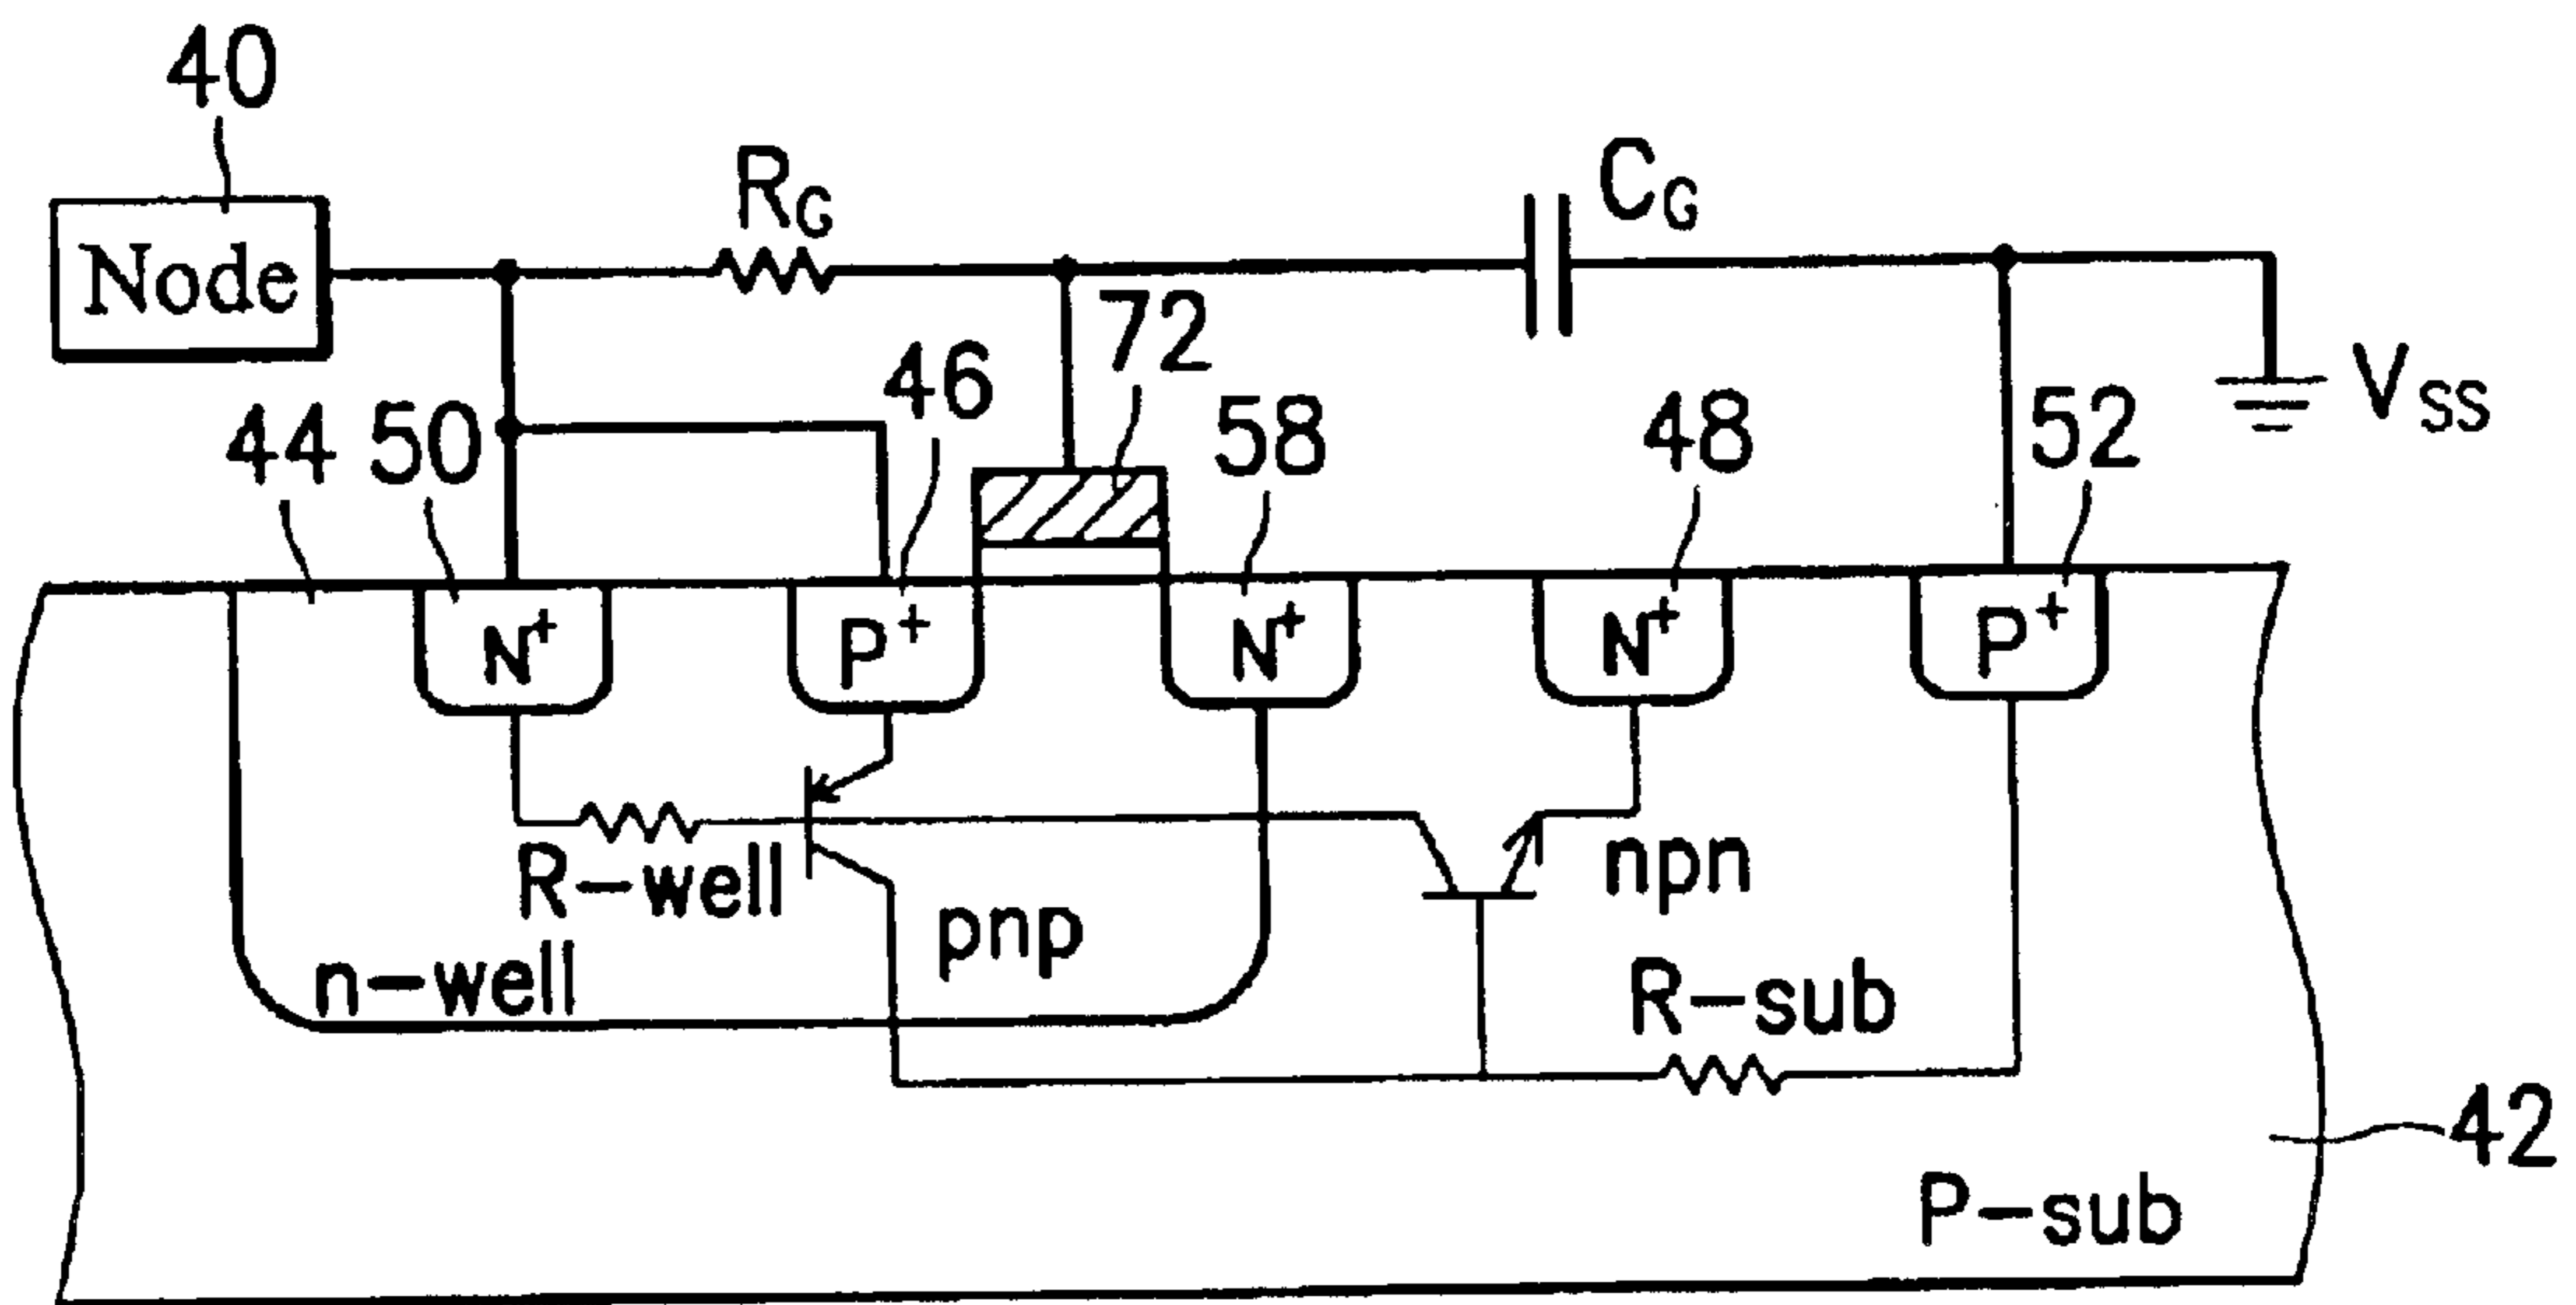 40
R_G
C_G
Node
72
46
44
50
58
48
52
V_SS
N⁺
P⁺
N⁺
N⁺
P⁺
R-well
npn
pnp
n-well
R-sub
42
P-sub